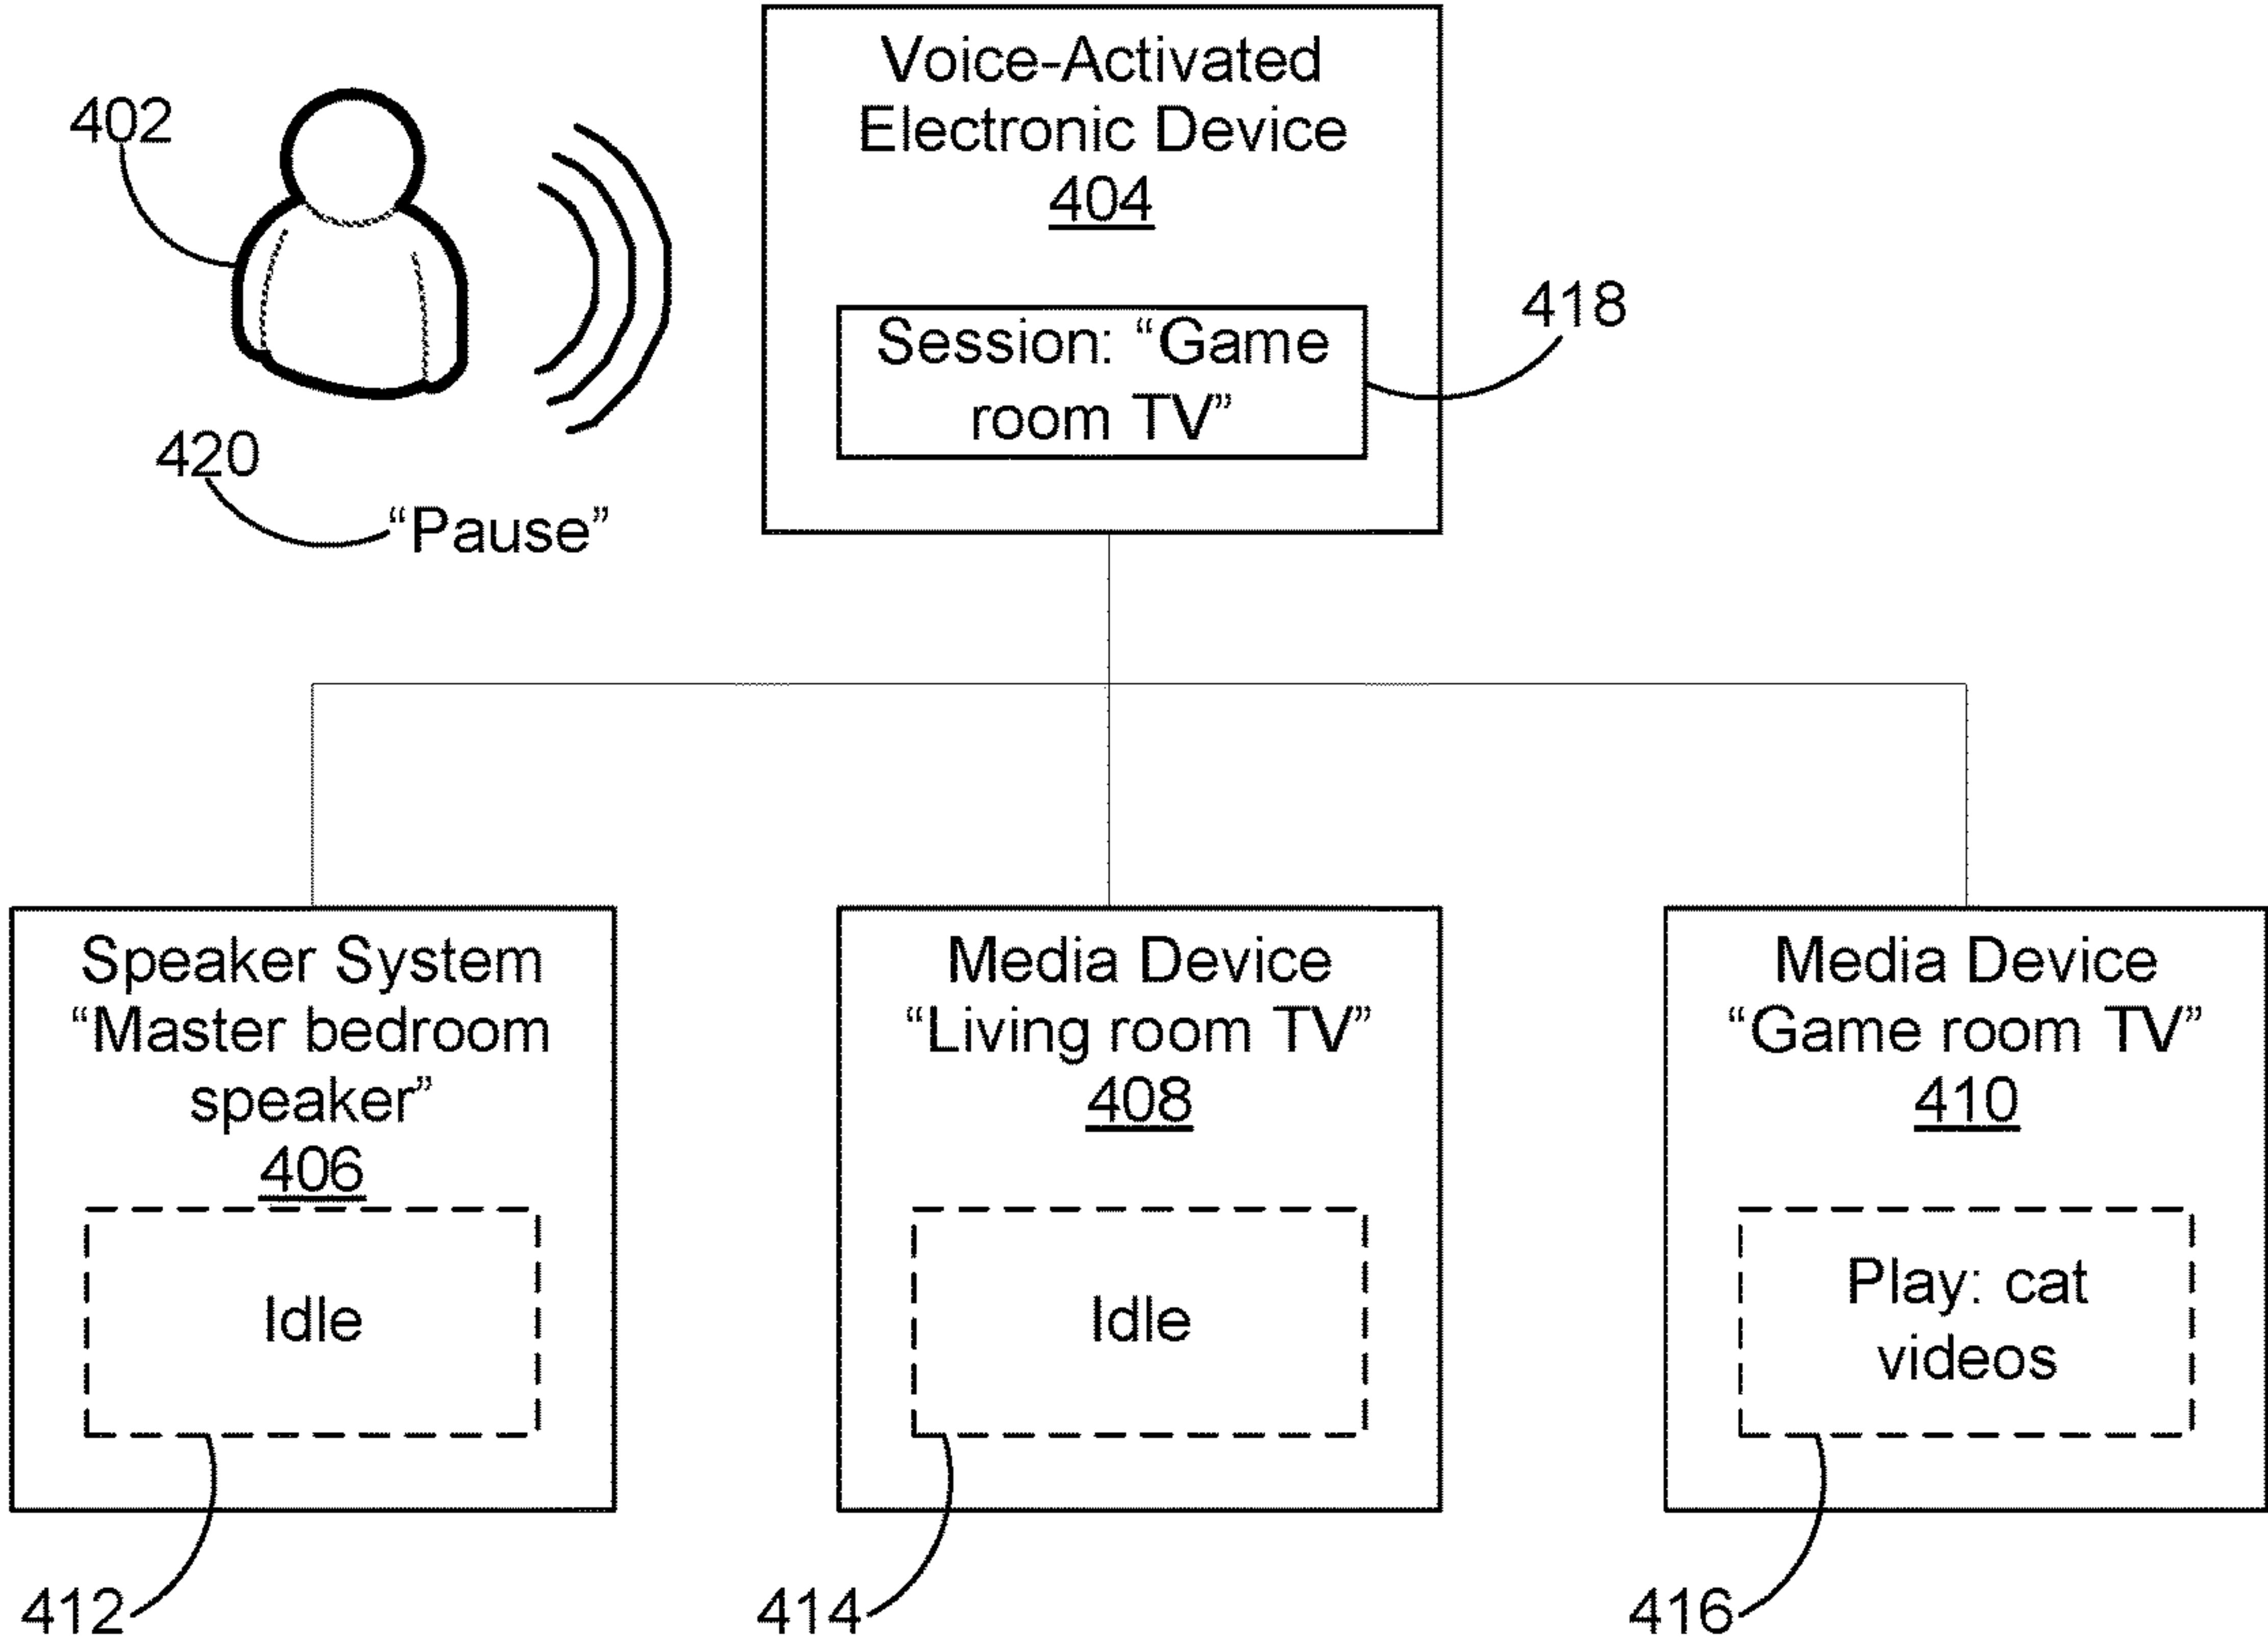 Voice-Activated
Electronic Device
404
402
Session: “Game
room TV”
418
420
“Pause”
Speaker System
“Master bedroom
speaker”
406
Idle
412
Media Device
“Living room TV”
408
Idle
414
Media Device
“Game room TV”
410
Play: cat
videos
416